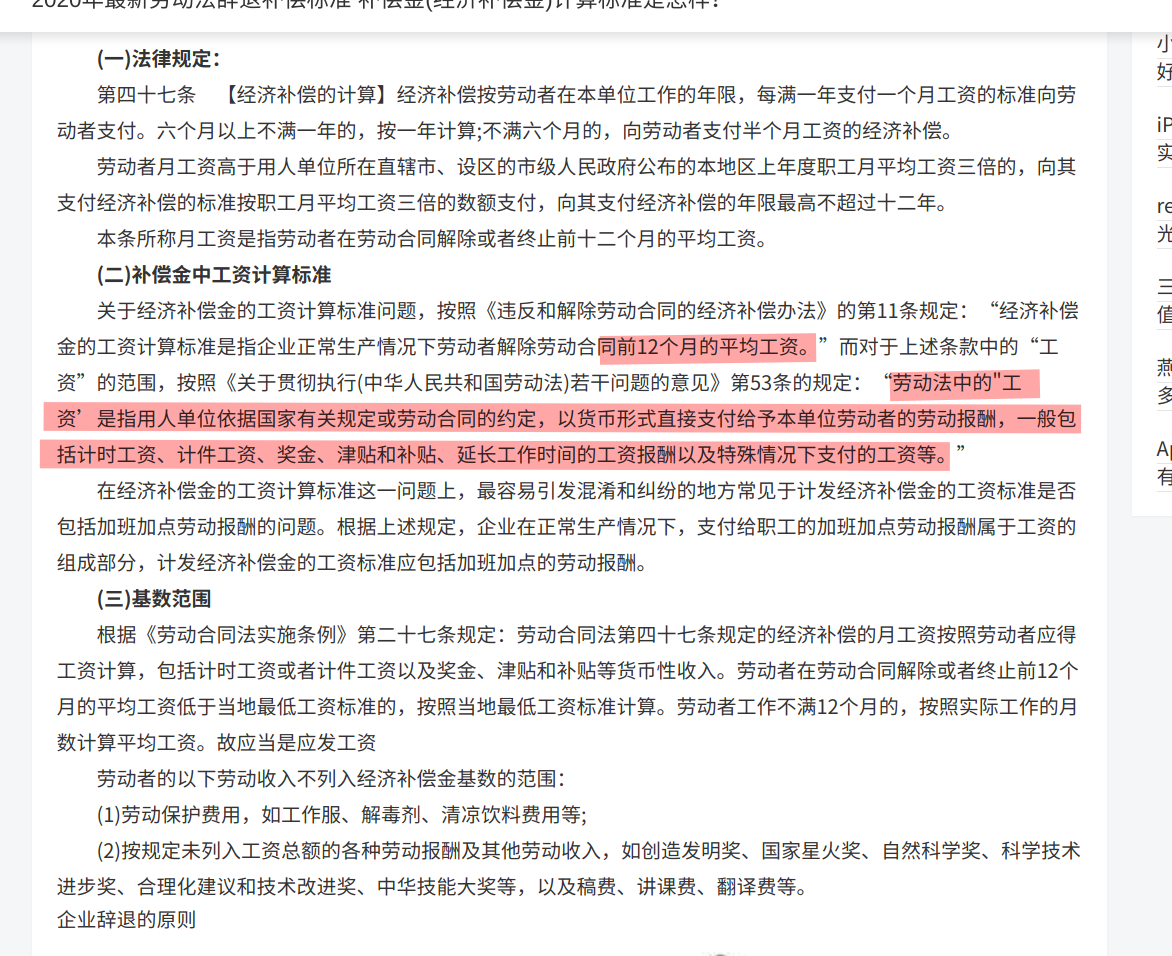 2020年最新劳动法辞退补偿标准 补偿金(经济补偿金)计算标准是怎样？
(一)法律规定：
第四十七条　【经济补偿的计算】经济补偿按劳动者在本单位工作的年限，每满一年支付一个月工资的标准向劳
动者支付。六个月以上不满一年的，按一年计算;不满六个月的，向劳动者支付半个月工资的经济补偿。
劳动者月工资高于用人单位所在直辖市、设区的市级人民政府公布的本地区上年度职工月平均工资三倍的，向其
支付经济补偿的标准按职工月平均工资三倍的数额支付，向其支付经济补偿的年限最高不超过十二年。
本条所称月工资是指劳动者在劳动合同解除或者终止前十二个月的平均工资。
(二)补偿金中工资计算标准
关于经济补偿金的工资计算标准问题，按照《违反和解除劳动合同的经济补偿办法》的第11条规定：“经济补偿
金的工资计算标准是指企业正常生产情况下劳动者解除劳动合同前12个月的平均工资。”而对于上述条款中的“工
资”的范围，按照《关于贯彻执行(中华人民共和国劳动法)若干问题的意见》第53条的规定：“劳动法中的"工
资’是指用人单位依据国家有关规定或劳动合同的约定，以货币形式直接支付给予本单位劳动者的劳动报酬，一般包
括计时工资、计件工资、奖金、津贴和补贴、延长工作时间的工资报酬以及特殊情况下支付的工资等。”
在经济补偿金的工资计算标准这一问题上，最容易引发混淆和纠纷的地方常见于计发经济补偿金的工资标准是否
包括加班加点劳动报酬的问题。根据上述规定，企业在正常生产情况下，支付给职工的加班加点劳动报酬属于工资的
组成部分，计发经济补偿金的工资标准应包括加班加点的劳动报酬。
(三)基数范围
根据《劳动合同法实施条例》第二十七条规定：劳动合同法第四十七条规定的经济补偿的月工资按照劳动者应得
工资计算，包括计时工资或者计件工资以及奖金、津贴和补贴等货币性收入。劳动者在劳动合同解除或者终止前12个
月的平均工资低于当地最低工资标准的，按照当地最低工资标准计算。劳动者工作不满12个月的，按照实际工作的月
数计算平均工资。故应当是应发工资
劳动者的以下劳动收入不列入经济补偿金基数的范围：
(1)劳动保护费用，如工作服、解毒剂、清凉饮料费用等;
(2)按规定未列入工资总额的各种劳动报酬及其他劳动收入，如创造发明奖、国家星火奖、自然科学奖、科学技术
进步奖、合理化建议和技术改进奖、中华技能大奖等，以及稿费、讲课费、翻译费等。
企业辞退的原则
小
好
iP
实
re
光
三
值
燕
多
Ap
有